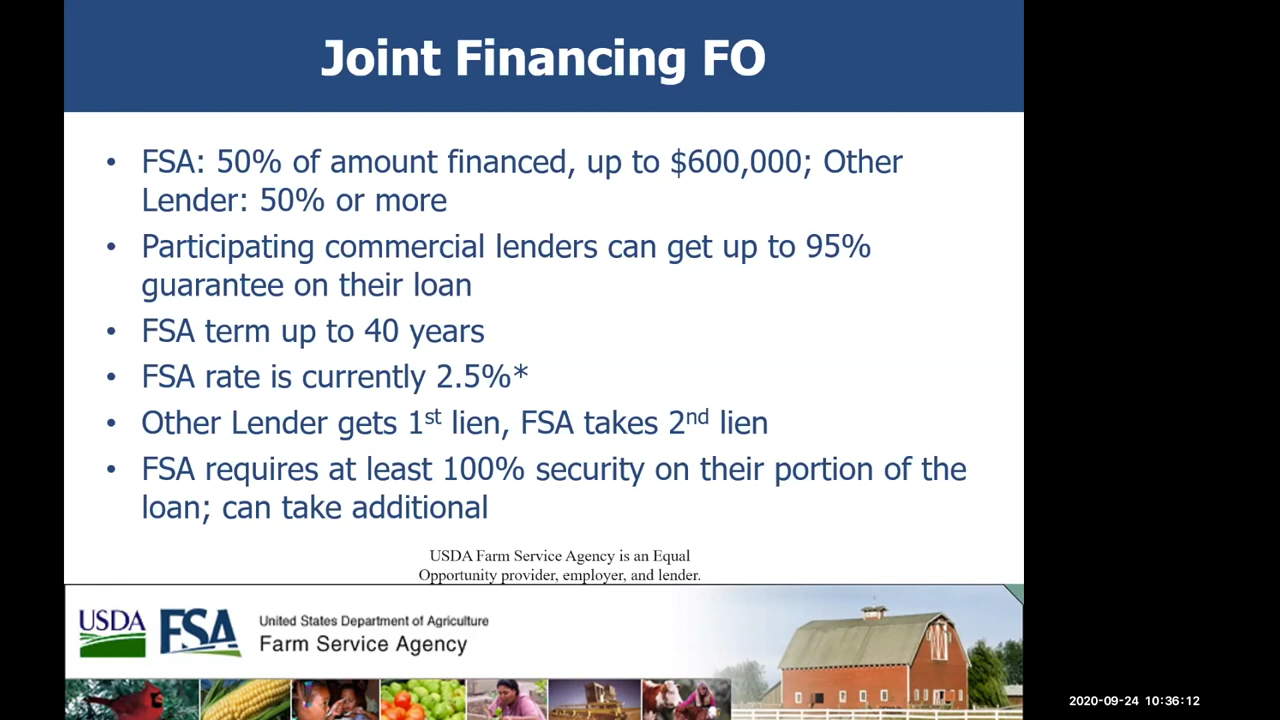 Joint Financing FO
• FSA: 50% of amount financed, up to $600,000; Other
Lender: 50% or more
• Participating commercial lenders can get up to 95%
guarantee on their loan
• FSA term up to 40 years
• FSA rate is currently 2.5%*
• Other Lender gets 1st lien, FSA takes 2nd lien
• FSA requires at least 100% security on their portion of the
loan; can take additional
USDA Farm Service Agency is an Equal
Opportunity provider, employer, and lender.
USDA FSA
United States Department of Agriculture
Farm Service Agency
2020-09-24 10:36:12